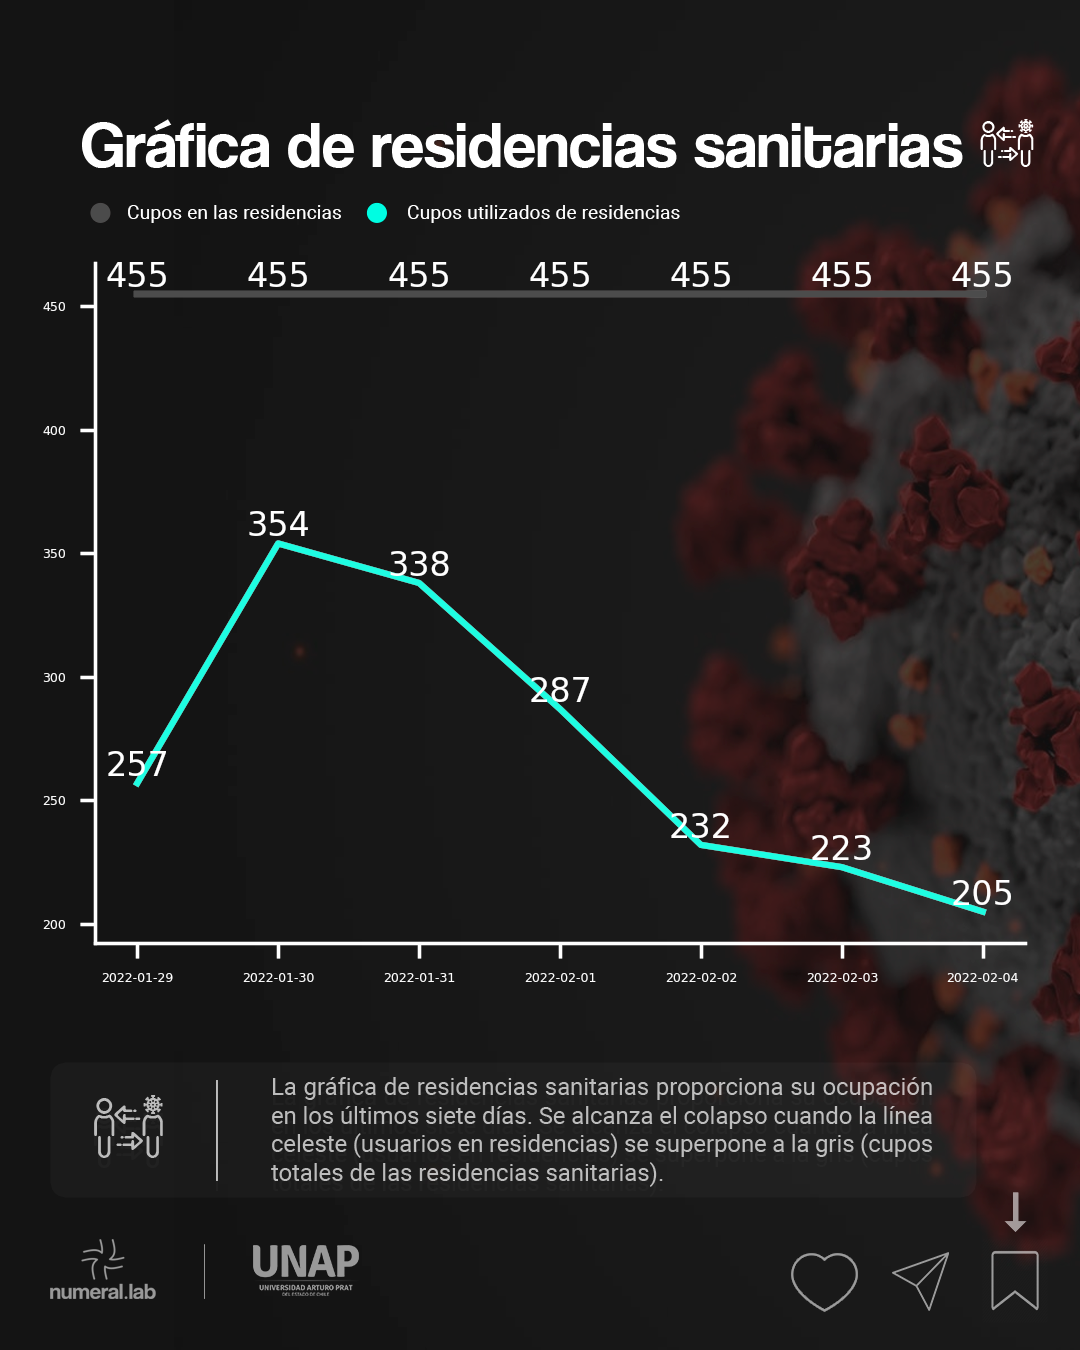 Gráfica de residencias sanitarias
Cupos en las residencias Cupos utilizados de residencias
455 455 455 455 455 455 455
450
400
350
300
250
200
354
338
287
257
232
223
205
2022-01-29 2022-01-30 2022-01-31 2022-02-01 2022-02-02 2022-02-03 2022-02-04
La gráfica de residencias sanitarias proporciona su ocupación
en los últimos siete días. Se alcanza el colapso cuando la línea
celeste (usuarios en residencias) se superpone a la gris (cupos
totales de las residencias sanitarias).
numeral.lab
UNAP
UNIVERSIDAD ARTURO PRAT
DEL ESTADO DE CHILE